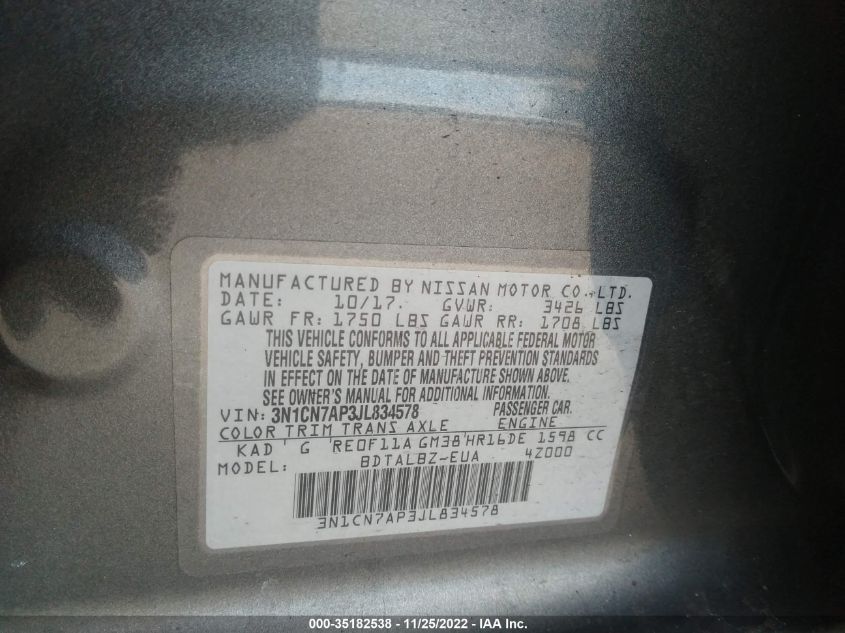 MANUFACTURED BY NISSAN MOTOR CO.,LTD.
DATE: 10/17. GVWR: 3426 LBS
GAWR FR: 1750 LBS GAWR RR: 1708 LBS
THIS VEHICLE CONFORMS TO ALL APPLICABLE FEDERAL MOTOR
VEHICLE SAFETY, BUMPER AND THEFT PREVENTION STANDARDS
IN EFFECT ON THE DATE OF MANUFACTURE SHOWN ABOVE.
SEE OWNER'S MANUAL FOR ADDITIONAL INFORMATION.
VIN: 3N1CN7AP3JL834578 PASSENGER CAR.
COLOR TRIM TRANS AXLE ENGINE
KAD ' G 'RE0F11A GM38'HR16DE 1598 CC
MODEL: BDTALBZ-EUA 4Z000
3N1CN7AP3JL834578
000-35182538 - 11/25/2022 - IAA Inc.